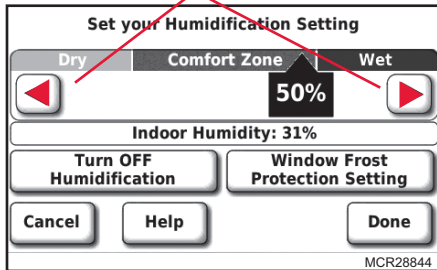 Set your Humidification Setting
Dry Comfort Zone Wet
50%
Indoor Humidity: 31%
Turn OFF Window Frost
Humidification Protection Setting
Cancel Help Done
MCR28844